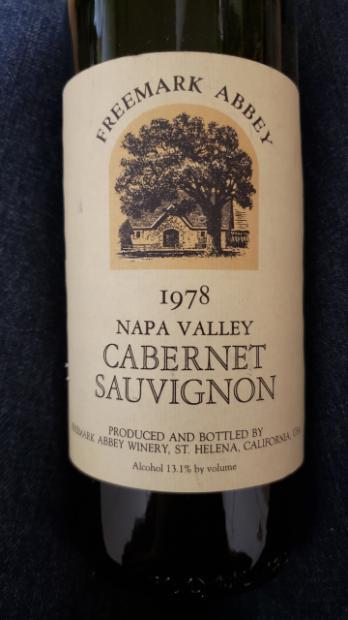 FREEMARK ABBEY
1978
NAPA VALLEY
CABERNET
SAUVIGNON
PRODUCED AND BOTTLED BY
FREEMARK ABBEY WINERY, ST. HELENA, CALIFORNIA, USA
Alcohol 13.1% by volume